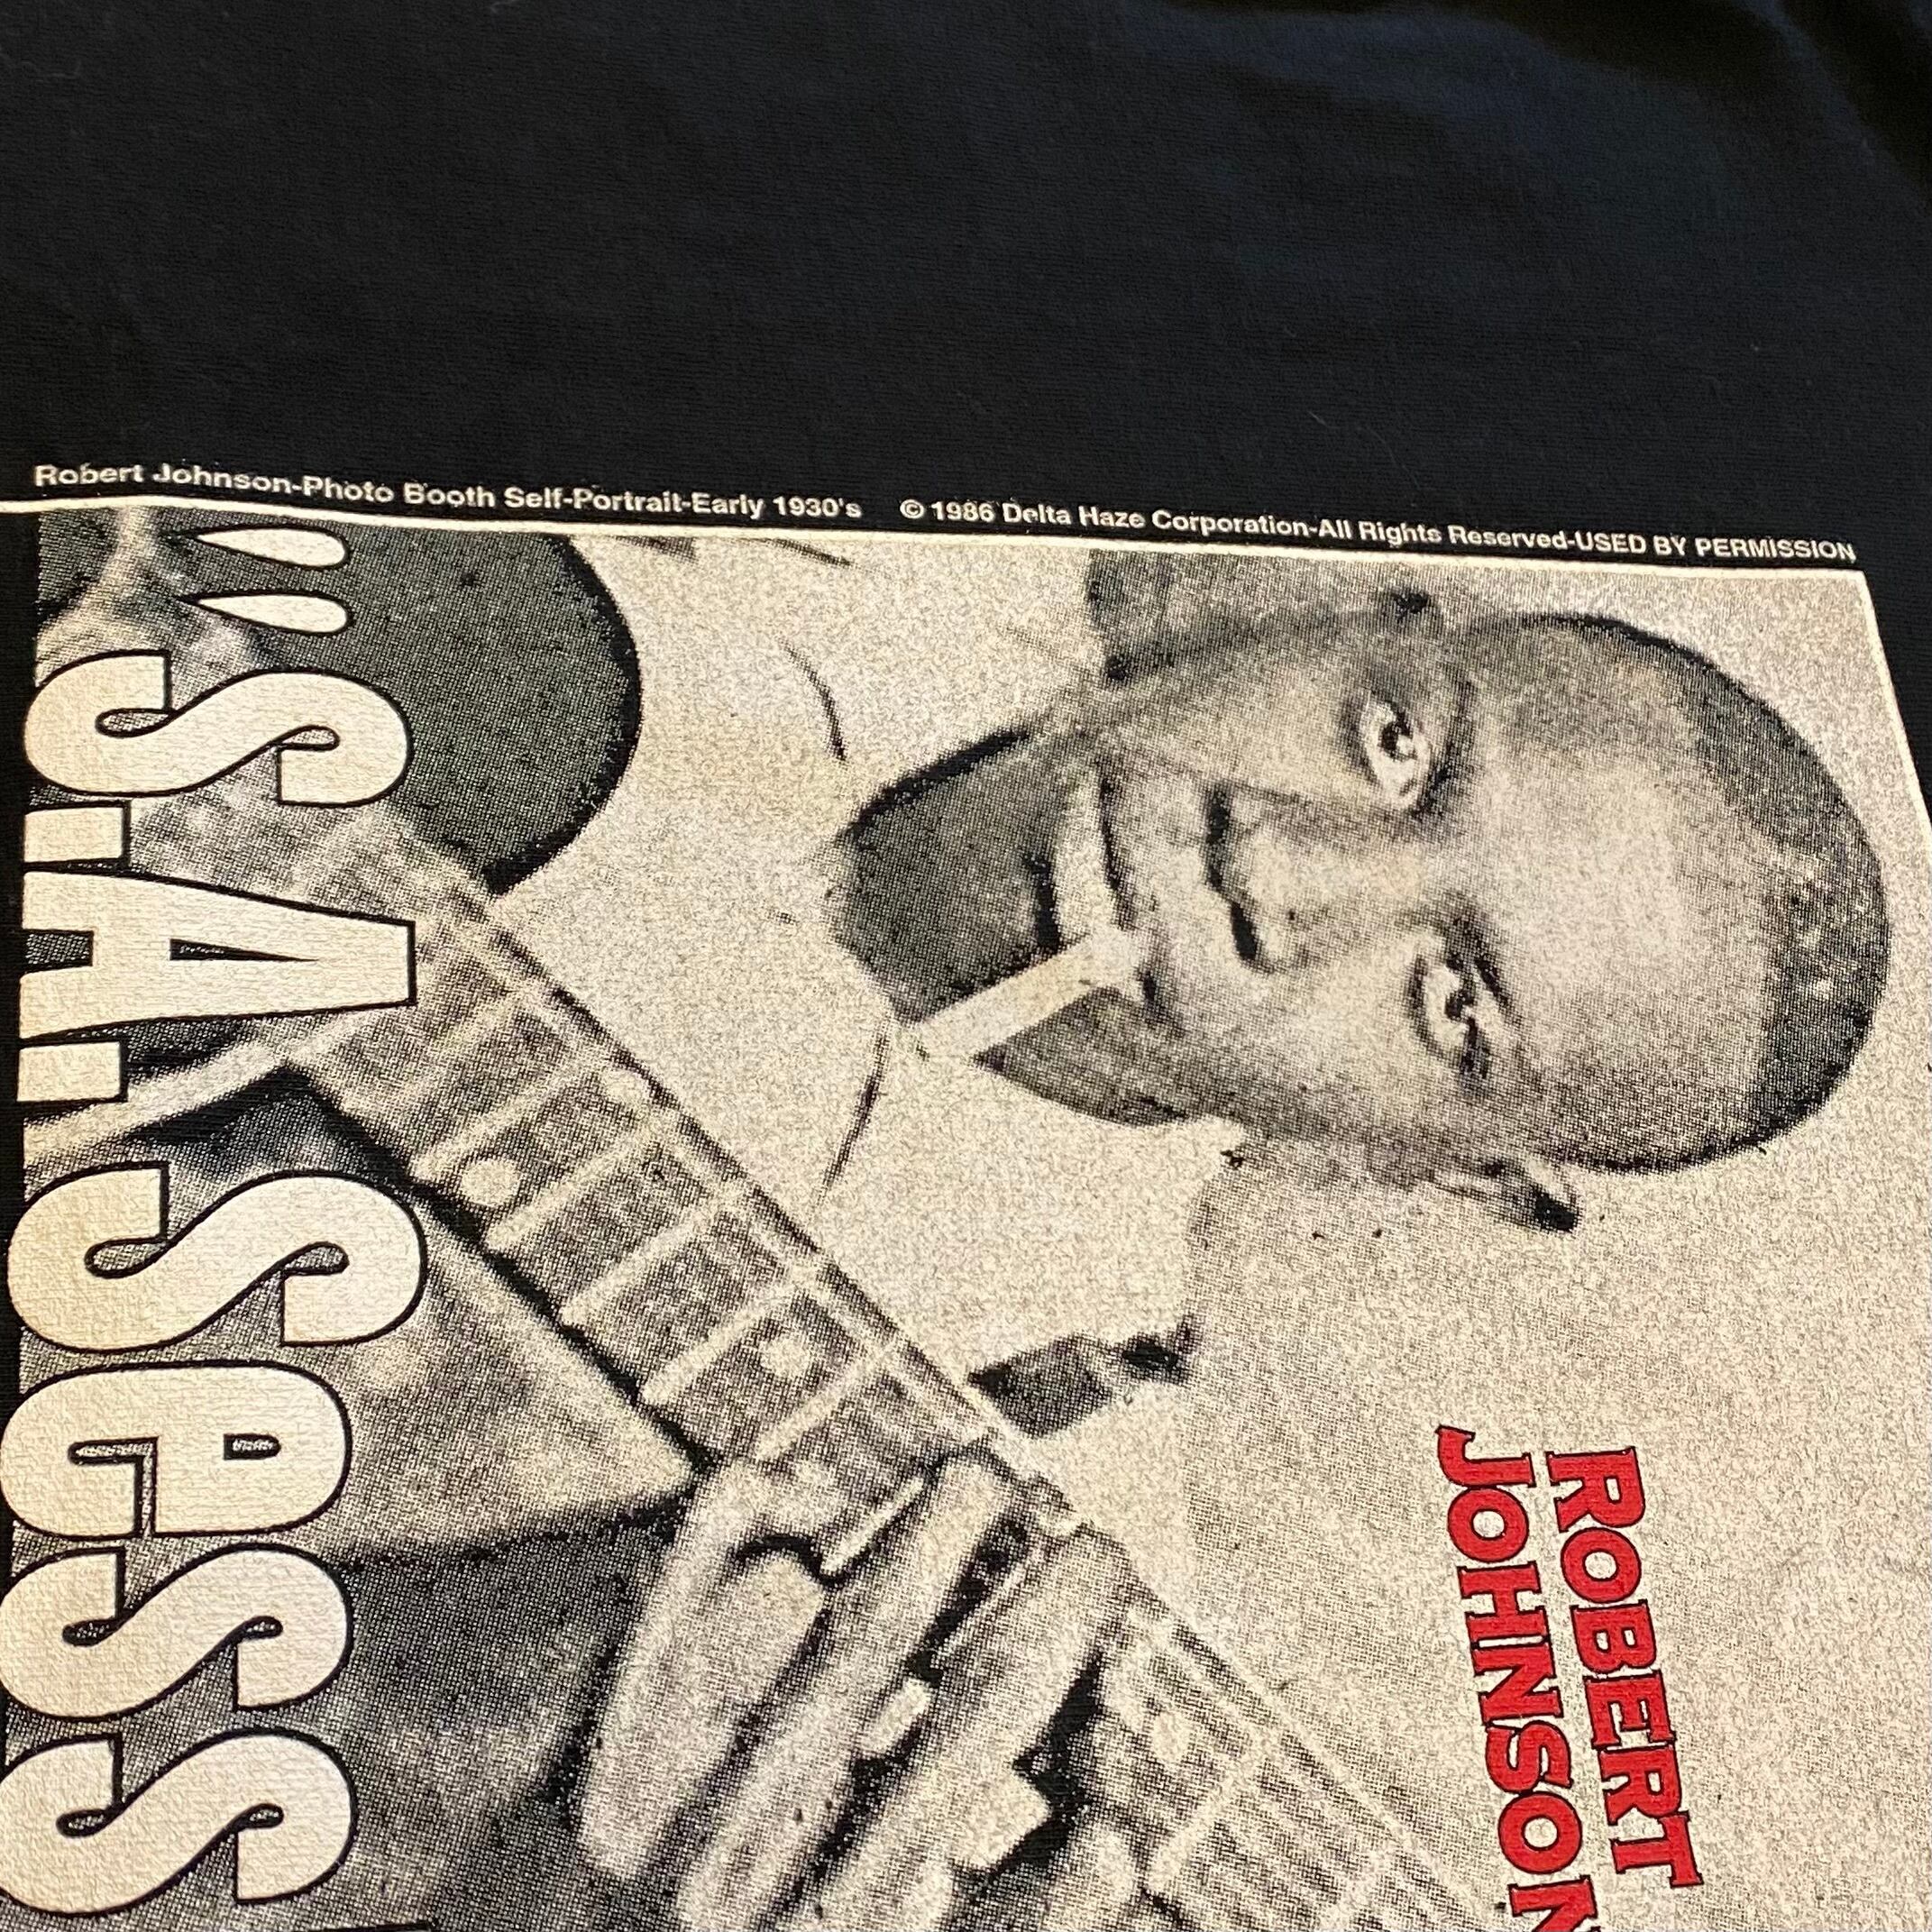 Robert Johnson-Photo Booth Self-Portrait-Early 1930's © 1986 Delta Haze Corporation-All Rights Reserved-USED BY PERMISSION
ROBERT
JOHNSON
"S.A. Sess